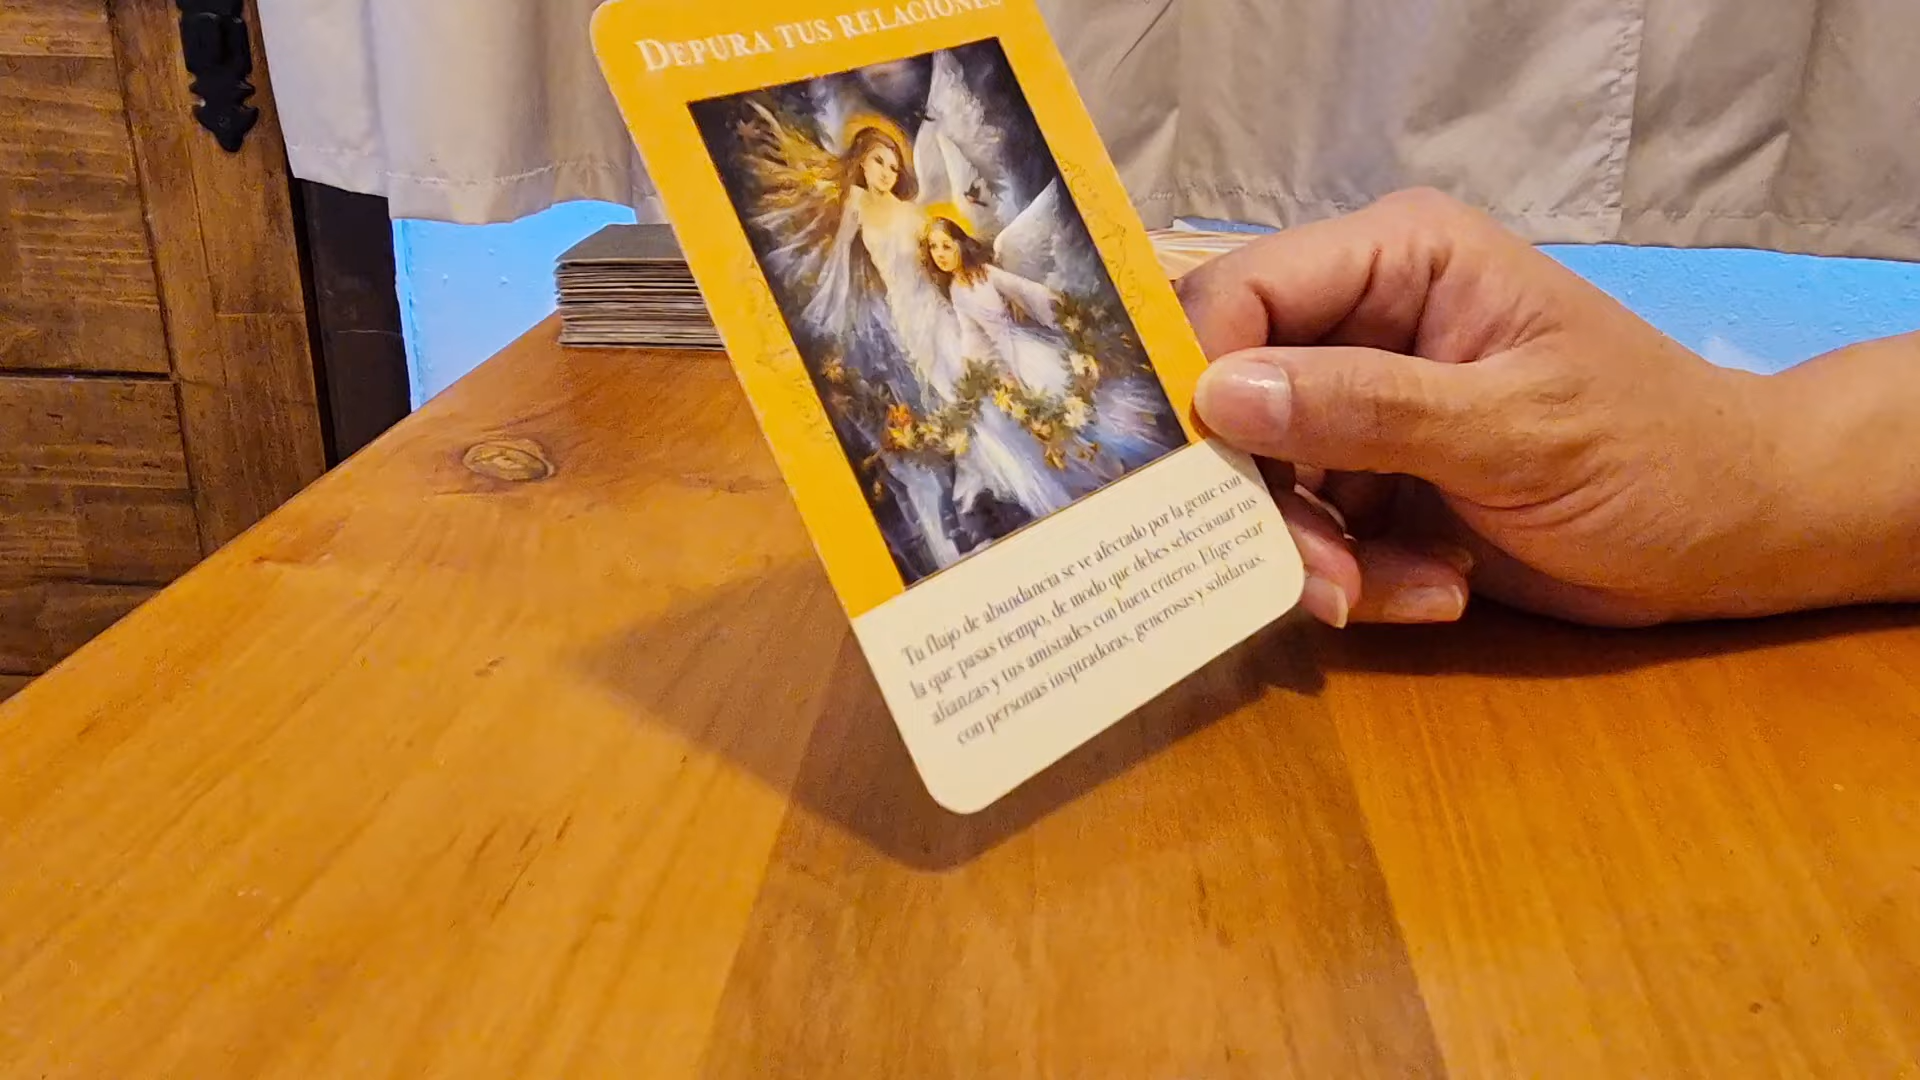 DEPURA TUS RELACIONES
Tu flujo de abundancia se ve afectado por la gente con
la que pasas tiempo, de modo que debes seleccionar tus
alianzas y tus amistades con buen criterio. Elige estar
con personas inspiradoras, generosas y solidarias.